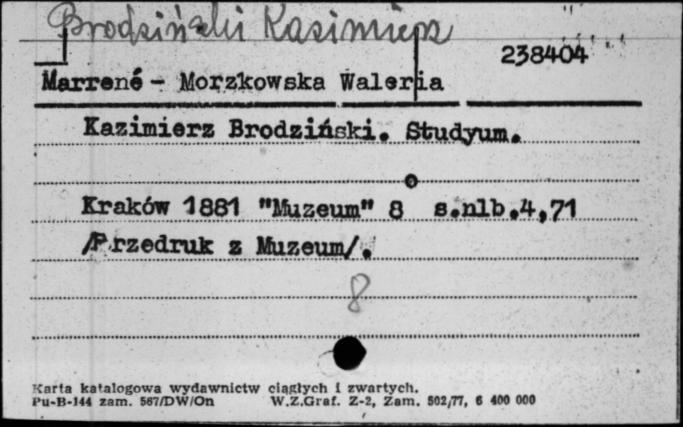 Brodziński Kazimierz
238404
Marrené - Morzkowska Waleria
Kazimierz Brodziński. Studyum.
Kraków 1881 "Muzeum" 8° s.nlb.4,71
/Przedruk z Muzeum/.
8
Karta katalogowa wydawnictw ciągłych i zwartych.
Pu-B-144 zam. 567/DW/On W.Z.Graf. Z-2, Zam. 502/77, 6 400 000